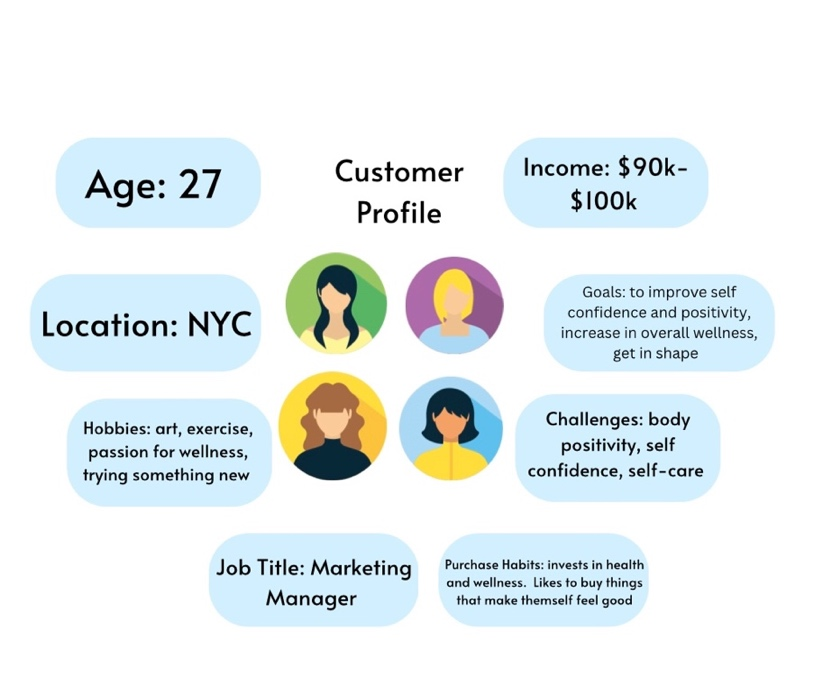 Age: 27
Customer
Profile
Income: $90k-
$100k
Location: NYC
Goals: to improve self
confidence and positivity,
increase in overall wellness,
get in shape
Hobbies: art, exercise,
passion for wellness,
trying something new
Challenges: body
positivity, self
confidence, self-care
Job Title: Marketing
Manager
Purchase Habits: invests in health
and wellness.  Likes to buy things
that make themself feel good